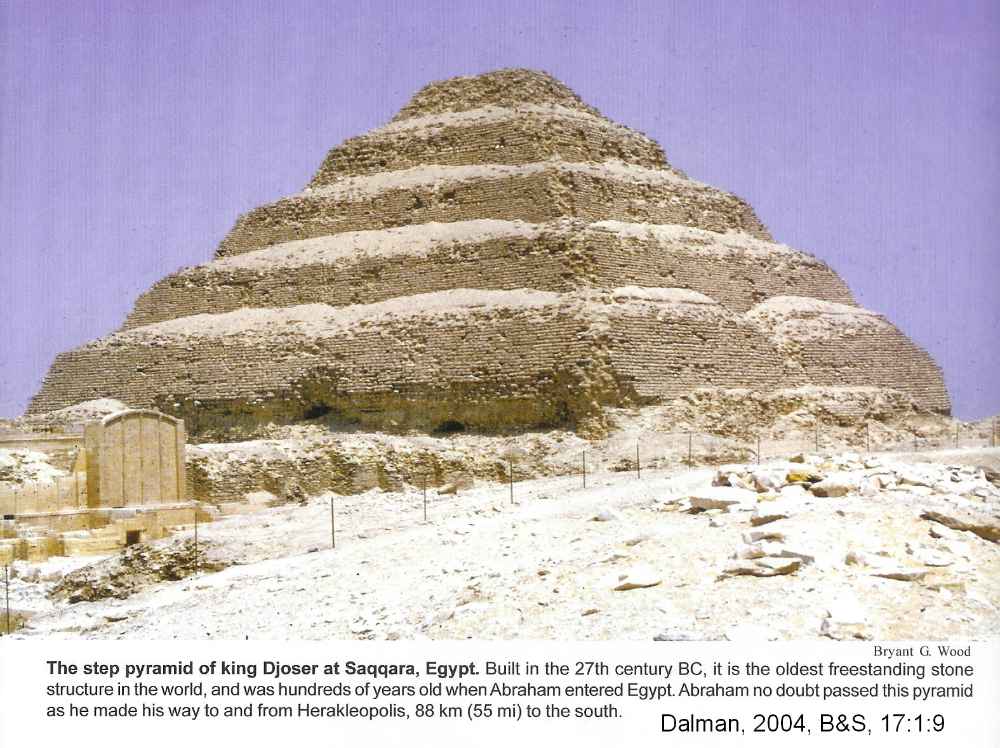 Bryant G. Wood
The step pyramid of king Djoser at Saqqara, Egypt. Built in the 27th century BC, it is the oldest freestanding stone
structure in the world, and was hundreds of years old when Abraham entered Egypt. Abraham no doubt passed this pyramid
as he made his way to and from Herakleopolis, 88 km (55 mi) to the south.
Dalman, 2004, B&S, 17:1:9